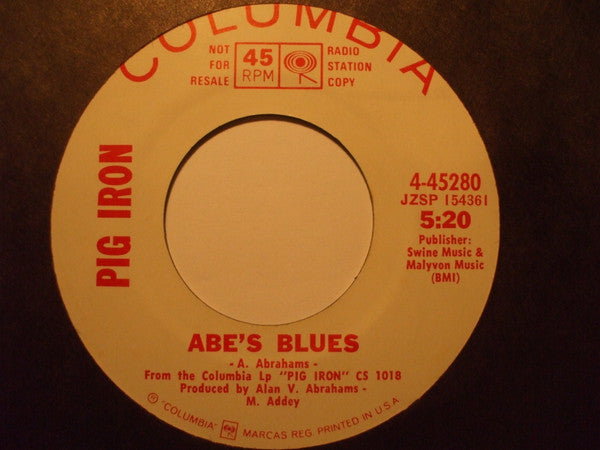 COLUMBIA
NOT FOR RESALE
45 RPM
RADIO STATION COPY
PIG IRON
4-45280
JZSP 154361
5:20
Publisher:
Swine Music &
Malyvon Music
(BMI)
ABE'S BLUES
- A. Abrahams -
From the Columbia Lp "PIG IRON" CS 1018
Produced by Alan V. Abrahams -
M. Addey
℗ "COLUMBIA" MARCAS REG. PRINTED IN U.S.A.